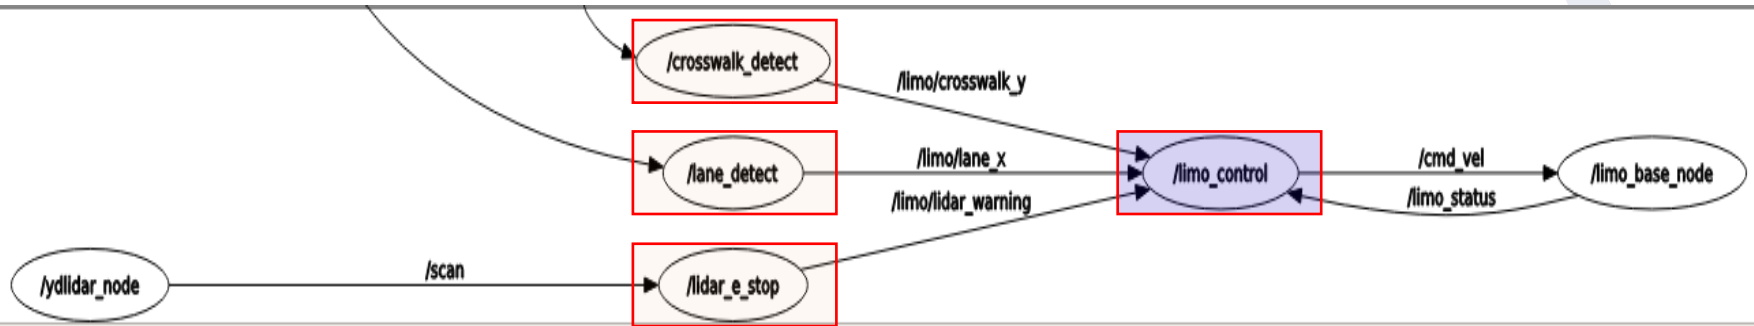 /crosswalk_detect
/limo/crosswalk_y
/lane_detect
/limo/lane_x
/limo_control
/cmd_vel
/limo_base_node
/limo/lidar_warning
/limo_status
/ydlidar_node
/scan
/lidar_e_stop